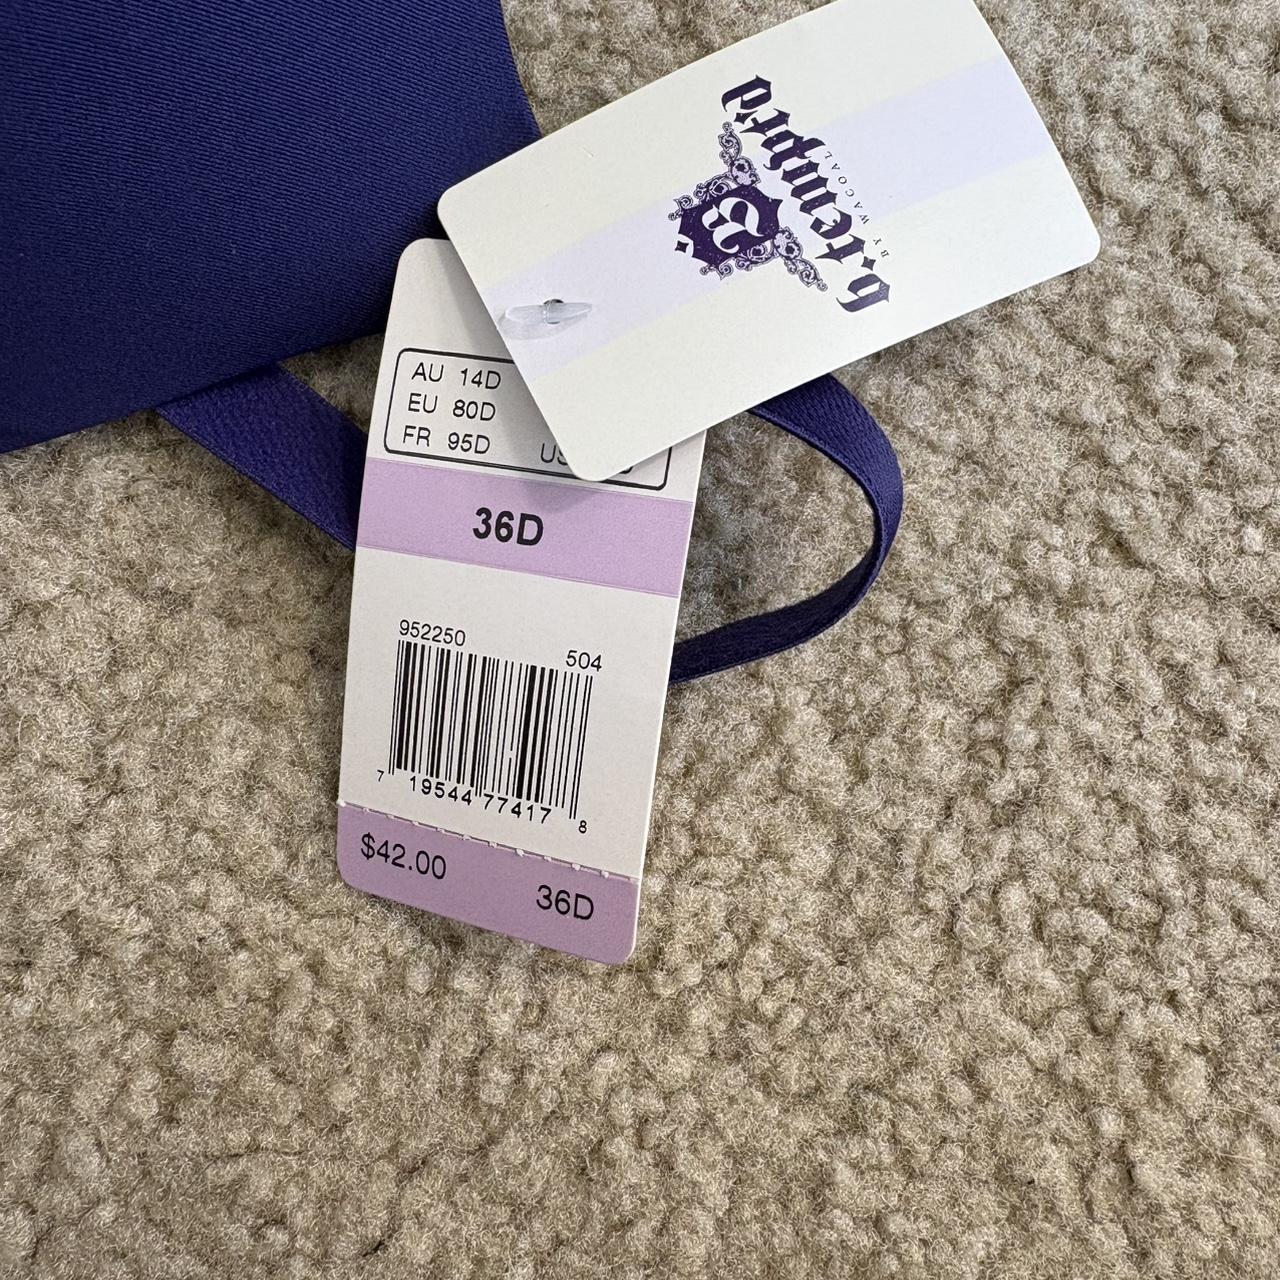 b.tempt'd
BY WACOAL
B
AU 14D
EU 80D
FR 95D
36D
952250
504
7 19544 77417 8
$42.00
36D